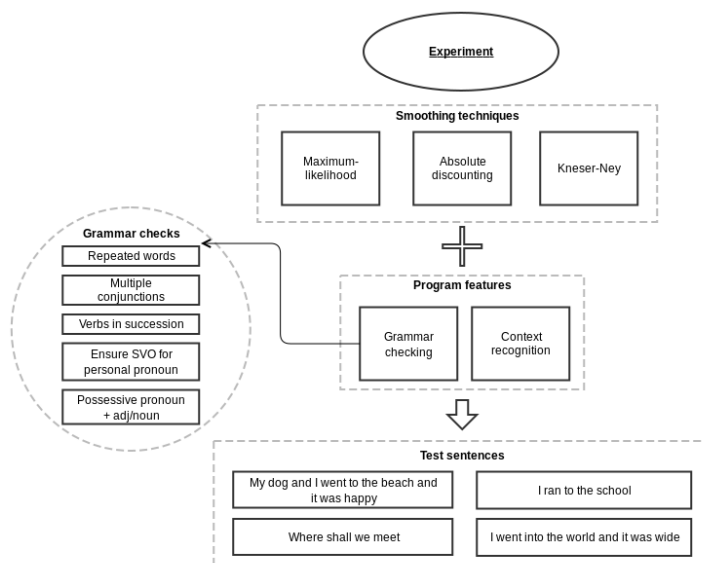 Experiment
Smoothing techniques
Maximum-
likelihood
Absolute
discounting
Kneser-Ney
Grammar checks
Repeated words
Multiple
conjunctions
Verbs in succession
Ensure SVO for
personal pronoun
Possessive pronoun
+ adj/noun
Program features
Grammar
checking
Context
recognition
Test sentences
My dog and I went to the beach and
it was happy
I ran to the school
Where shall we meet
I went into the world and it was wide